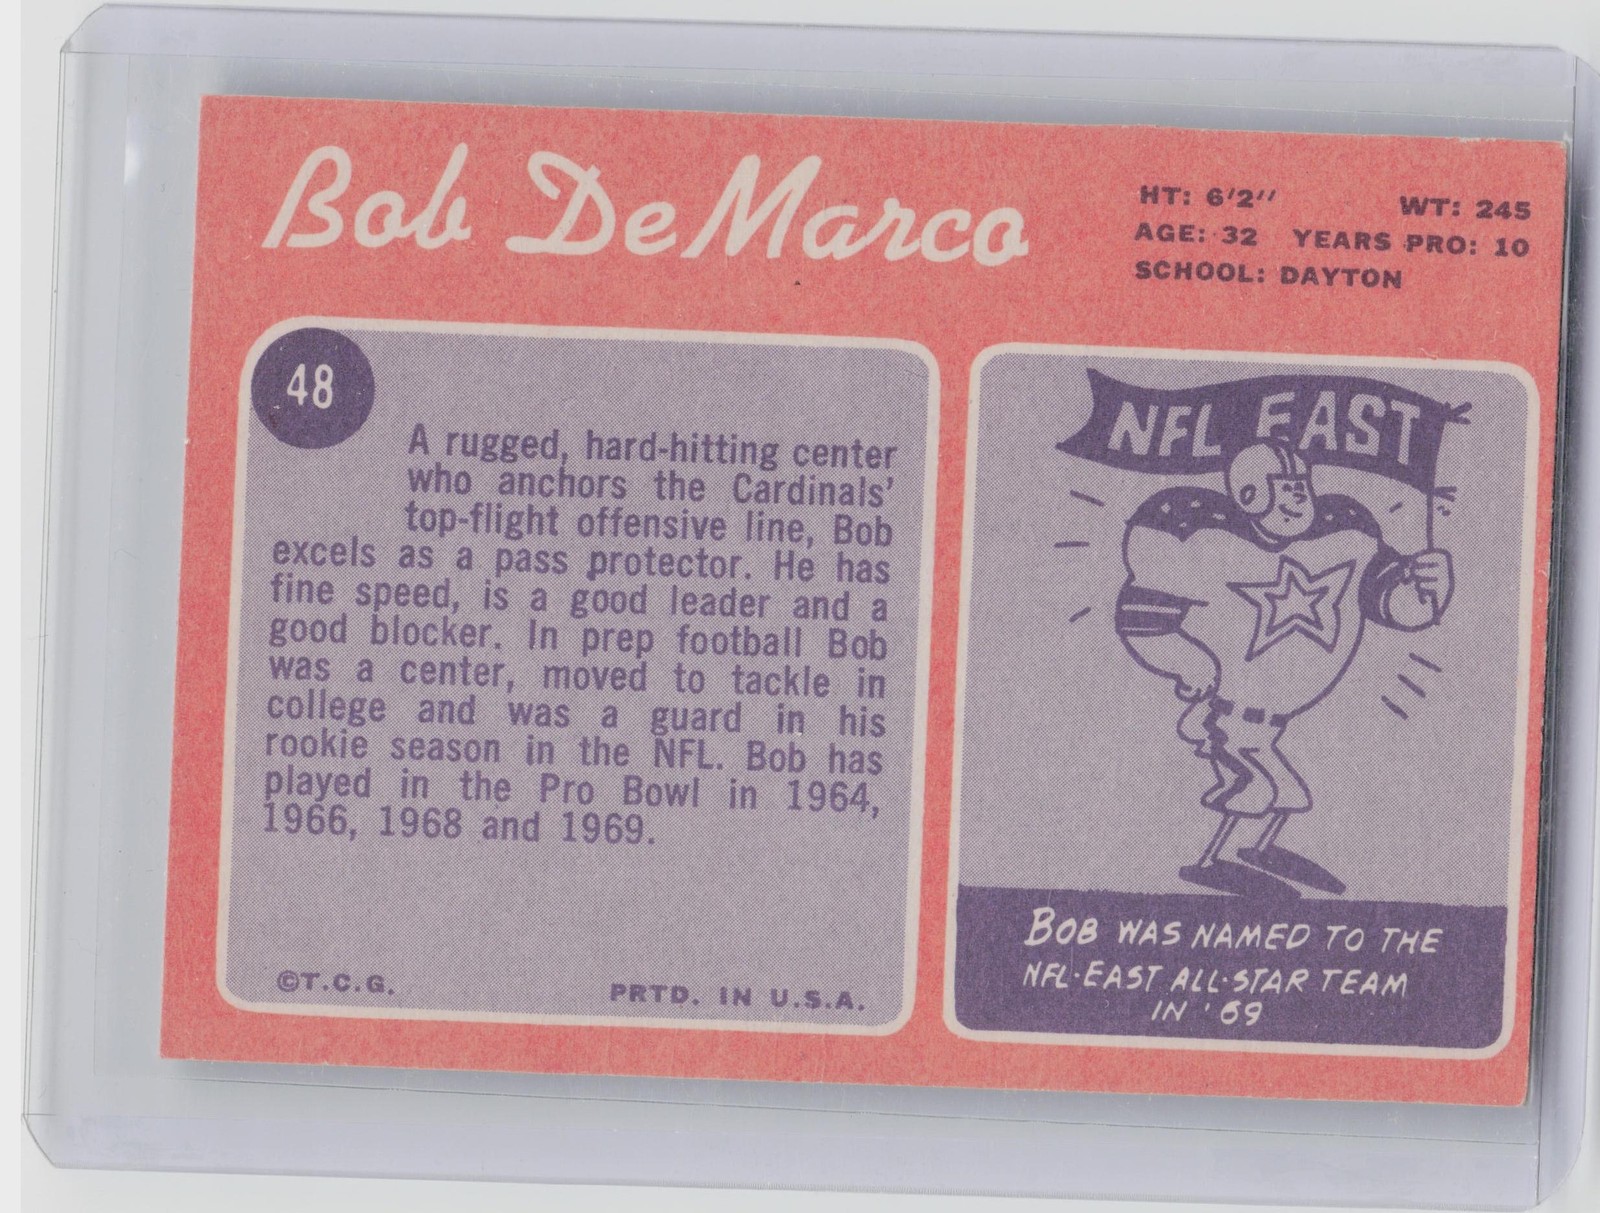 Bob DeMarco
HT: 6'2'' WT: 245
AGE: 32 YEARS PRO: 10
SCHOOL: DAYTON
48
A rugged, hard-hitting center
who anchors the Cardinals'
top-flight offensive line, Bob
excels as a pass protector. He has
fine speed, is a good leader and a
good blocker. In prep football Bob
was a center, moved to tackle in
college and was a guard in his
rookie season in the NFL. Bob has
played in the Pro Bowl in 1964,
1966, 1968 and 1969.
©T.C.G. PRTD. IN U.S.A.
NFL EAST
BOB WAS NAMED TO THE
NFL-EAST ALL-STAR TEAM
IN '69